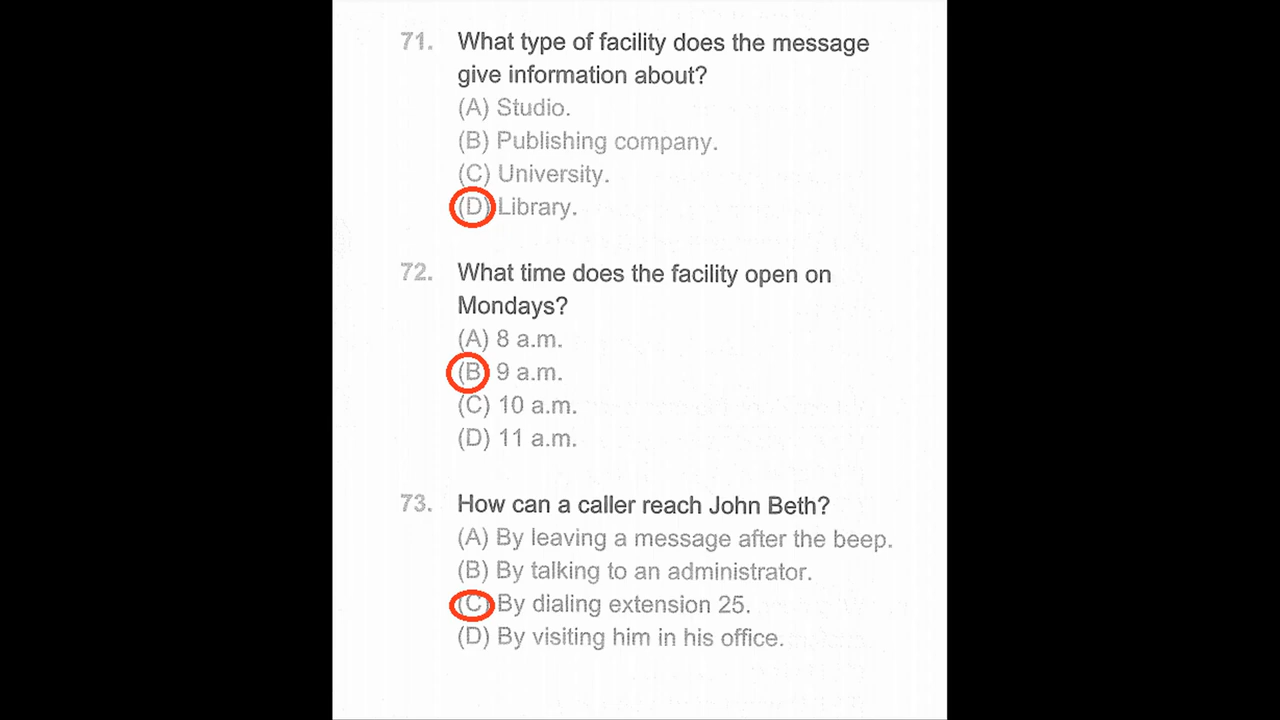 71. What type of facility does the message
give information about?
(A) Studio.
(B) Publishing company.
(C) University.
(D) Library.
72. What time does the facility open on
Mondays?
(A) 8 a.m.
(B) 9 a.m.
(C) 10 a.m.
(D) 11 a.m.
73. How can a caller reach John Beth?
(A) By leaving a message after the beep.
(B) By talking to an administrator.
(C) By dialing extension 25.
(D) By visiting him in his office.